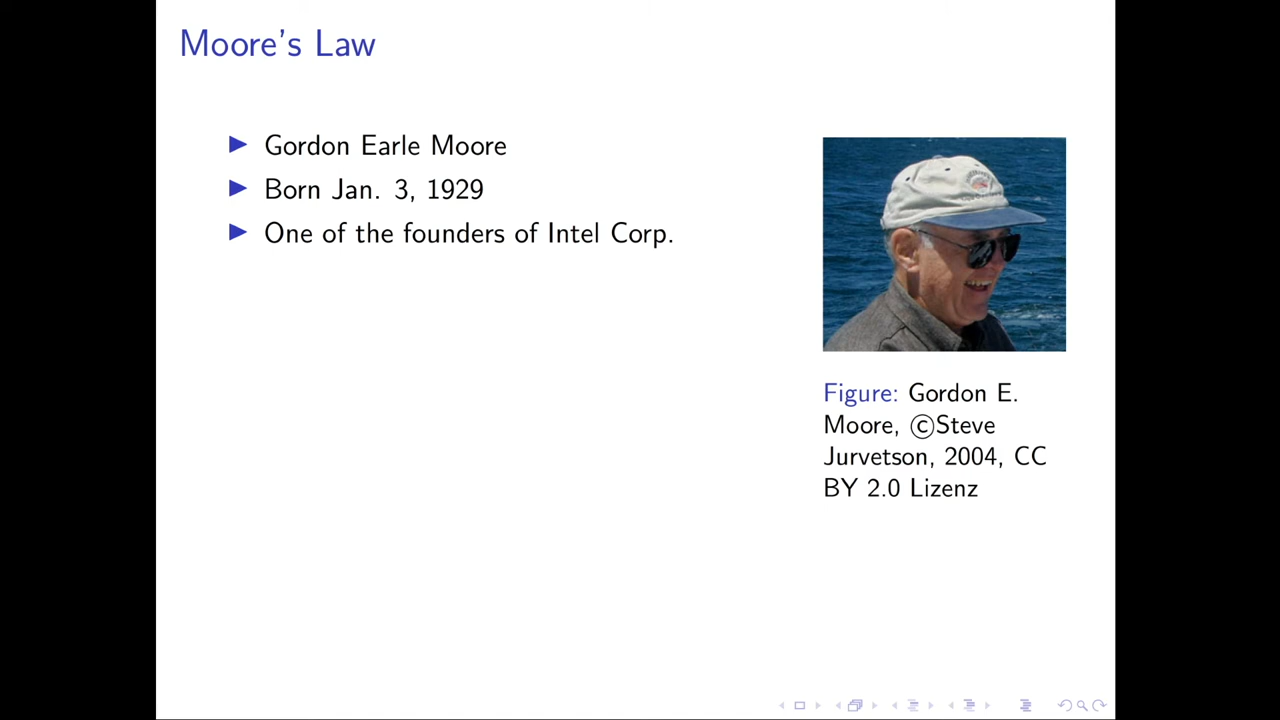 Moore's Law
Gordon Earle Moore
Born Jan. 3, 1929
One of the founders of Intel Corp.
Figure: Gordon E.
Moore, ©Steve
Jurvetson, 2004, CC
BY 2.0 Lizenz